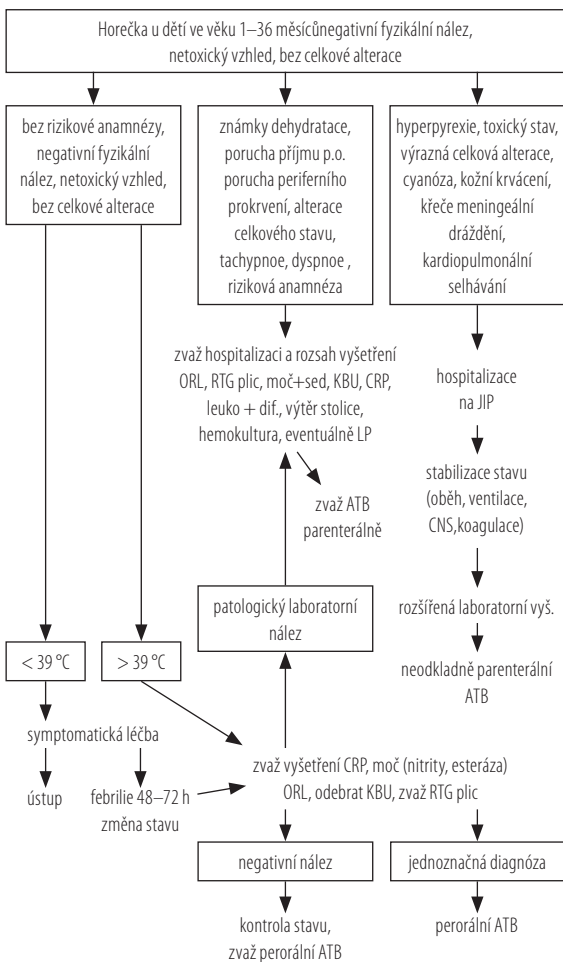 Horečka u dětí ve věku 1–36 měsícůnegativní fyzikální nález,
netoxický vzhled, bez celkové alterace
bez rizikové anamnézy,
negativní fyzikální
nález, netoxický vzhled,
bez celkové alterace
známky dehydratace,
porucha příjmu p.o.
porucha periferního
prokrvení, alterace
celkového stavu,
tachypnoe, dyspnoe ,
riziková anamnéza
hyperpyrexie, toxický stav,
výrazná celková alterace,
cyanóza, kožní krvácení,
křeče meningeální
dráždění,
kardiopulmonální
selhávání
zvaž hospitalizaci a rozsah vyšetření
ORL, RTG plic, moč+sed, KBU, CRP,
leuko + dif., výtěr stolice,
hemokultura, eventuálně LP
zvaž ATB
parenterálně
hospitalizace
na JIP
stabilizace stavu
(oběh, ventilace,
CNS,koagulace)
rozšířená laboratorní vyš.
neodkladně parenterální
ATB
patologický laboratorní
nález
< 39 °C
> 39 °C
symptomatická léčba
ústup
febrilie 48–72 h
změna stavu
zvaž vyšetření CRP, moč (nitrity, esteráza)
ORL, odebrat KBU, zvaž RTG plic
negativní nález
jednoznačná diagnóza
kontrola stavu,
zvaž perorální ATB
perorální ATB